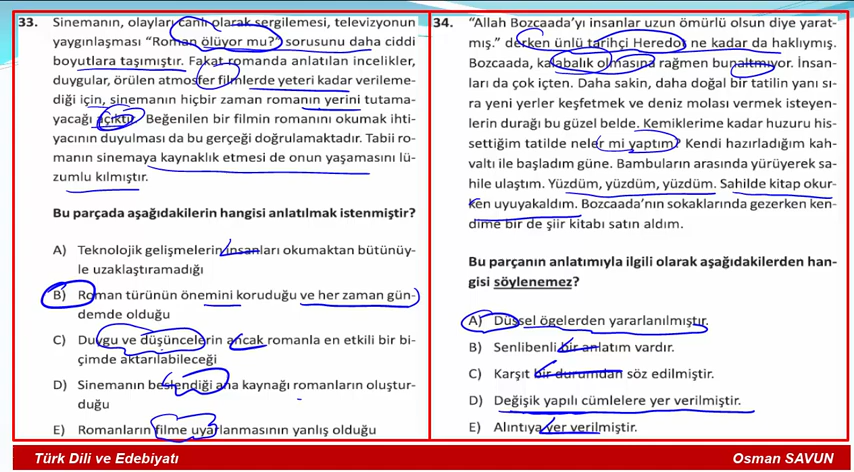 33. Sinemanın, olayları canlı olarak sergilemesi, televizyonun
yaygınlaşması “Roman ölüyor mu?” sorusunu daha ciddi
boyutlara taşımıştır. Fakat romanda anlatılan incelikler,
duygular, örülen atmosfer filmlerde yeteri kadar verileme-
diği için, sinemanın hiçbir zaman romanın yerini tutama-
yacağı açıktır. Beğenilen bir filmin romanını okumak ihti-
yacının duyulması da bu gerçeği doğrulamaktadır. Tabii ro-
manın sinemaya kaynaklık etmesi de onun yaşamasını lü-
zumlu kılmıştır.
Bu parçada aşağıdakilerin hangisi anlatılmak istenmiştir?
A) Teknolojik gelişmelerin insanları okumaktan bütünüy-
le uzaklaştıramadığı
B) Roman türünün önemini koruduğu ve her zaman gün-
demde olduğu
C) Duygu ve düşüncelerin ancak romanla en etkili bir bi-
çimde aktarılabileceği
D) Sinemanın beslendiği ana kaynağı romanların oluştur-
duğu
E) Romanların filme uyarlanmasının yanlış olduğu
34. “Allah Bozcaada’yı insanlar uzun ömürlü olsun diye yarat-
mış.” derken ünlü tarihçi Heredot ne kadar da haklıymış.
Bozcaada, kalabalık olmasına rağmen bunaltmıyor. İnsan-
ları da çok içten. Daha sakin, daha doğal bir tatilin yanı sı-
ra yeni yerler keşfetmek ve deniz molası vermek isteyen-
lerin durağı bu güzel belde. Kemiklerime kadar huzuru his-
settiğim tatilde neler mi yaptım? Kendi hazırladığım kah-
valtı ile başladım güne. Bambuların arasında yürüyerek sa-
hile ulaştım. Yüzdüm, yüzdüm, yüzdüm. Sahilde kitap okur-
ken uyuyakaldım. Bozcaada’nın sokaklarında gezerken ken-
dime bir de şiir kitabı satın aldım.
Bu parçanın anlatımıyla ilgili olarak aşağıdakilerden han-
gisi söylenemez?
A) Düşsel ögelerden yararlanılmıştır.
B) Senlibenli bir anlatım vardır.
C) Karşıt bir durumdan söz edilmiştir.
D) Değişik yapılı cümlelere yer verilmiştir.
E) Alıntıya yer verilmiştir.
Türk Dili ve Edebiyatı
Osman SAVUN